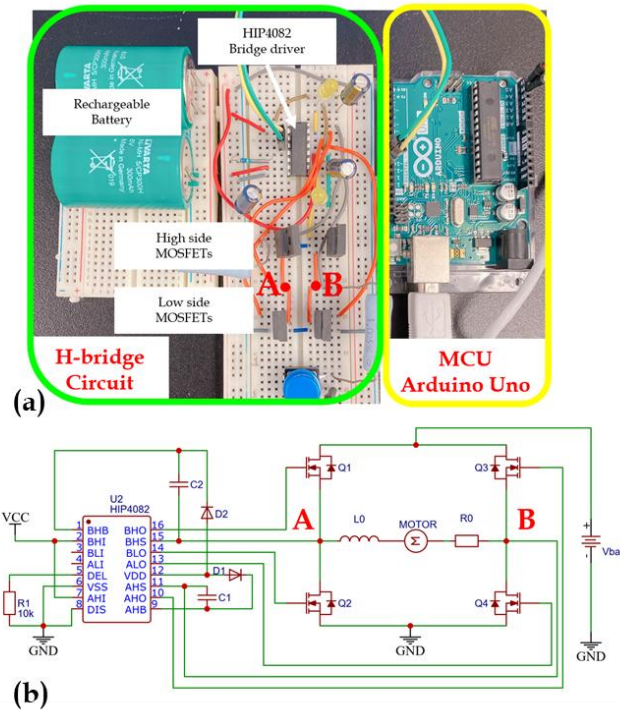 HIP4082
Bridge driver
Rechargeable
Battery
VARTA
ARDUINO
High side
MOSFETs
A
B
Low side
MOSFETs
H-bridge
Circuit
MCU
Arduino Uno
(a)
U2
HIP4082
VCC
1 BHB BHO 16
2 BHI BHS 15
3 BLI BLO 14
4 ALI ALO 13
5 DEL VDD 12
6 VSS AHS 11
7 AHI AHO 10
8 DIS AHB 9
C2
D2
D1
C1
R1
10k
GND
Q1
Q3
A
B
L0
MOTOR
R0
Σ
Q2
Q4
GND
+
Vba
-
GND
(b)